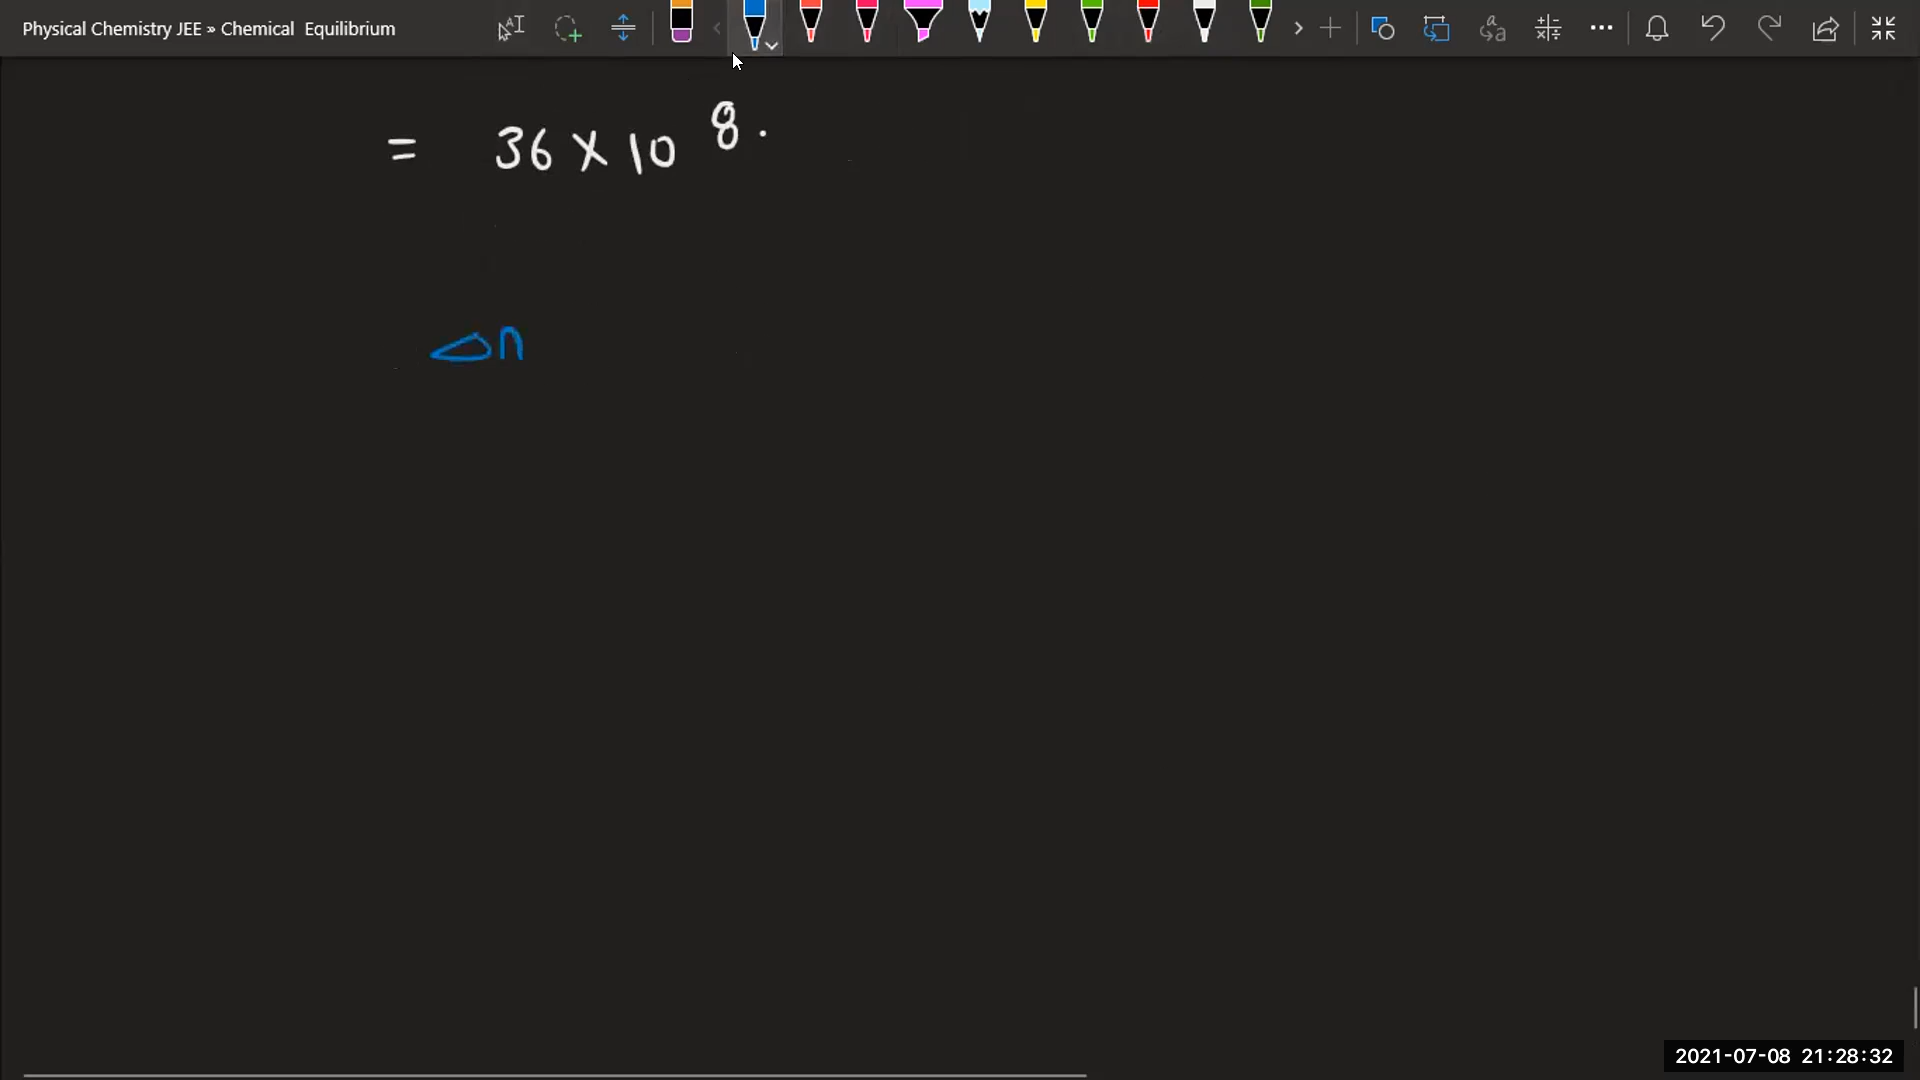 Physical Chemistry JEE » Chemical Equilibrium
= 36 × 10⁸.
Δn
2021-07-08 21:28:32